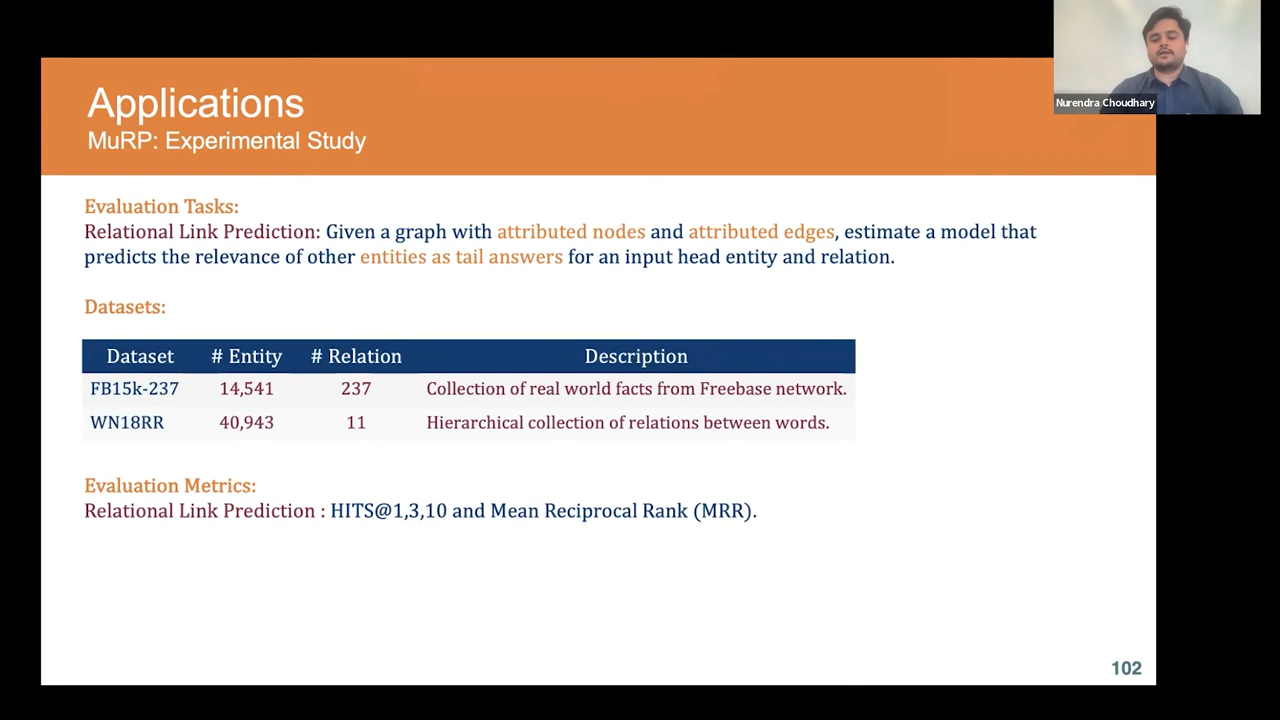 Applications
MuRP: Experimental Study
Nurendra Choudhary
Evaluation Tasks:
Relational Link Prediction: Given a graph with attributed nodes and attributed edges, estimate a model that
predicts the relevance of other entities as tail answers for an input head entity and relation.
Datasets:
Dataset # Entity # Relation Description
FB15k-237 14,541 237 Collection of real world facts from Freebase network.
WN18RR 40,943 11 Hierarchical collection of relations between words.
Evaluation Metrics:
Relational Link Prediction : HITS@1,3,10 and Mean Reciprocal Rank (MRR).
102